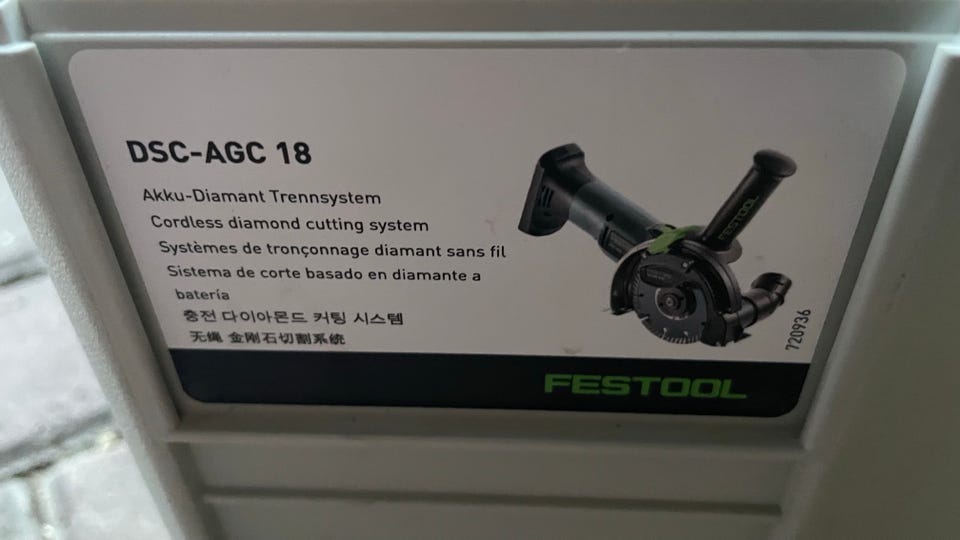 DSC-AGC 18
Akku-Diamant Trennsystem
Cordless diamond cutting system
Systèmes de tronçonnage diamant sans fil
Sistema de corte basado en diamante a
batería
충전 다이아몬드 커팅 시스템
无绳 金刚石切割系统
FESTOOL
720936
FESTOOL